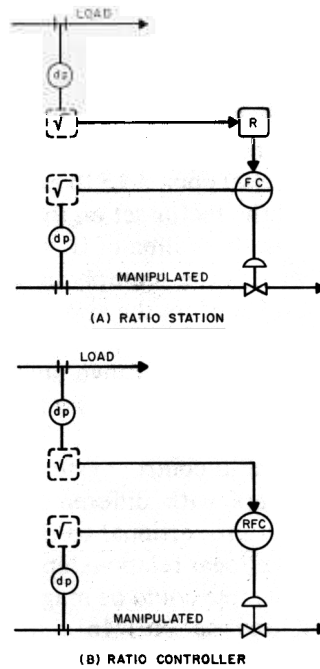 LOAD
dp
√
R
√
FC
dp
MANIPULATED
(A) RATIO STATION
LOAD
dp
√
√
RFC
dp
MANIPULATED
(B) RATIO CONTROLLER